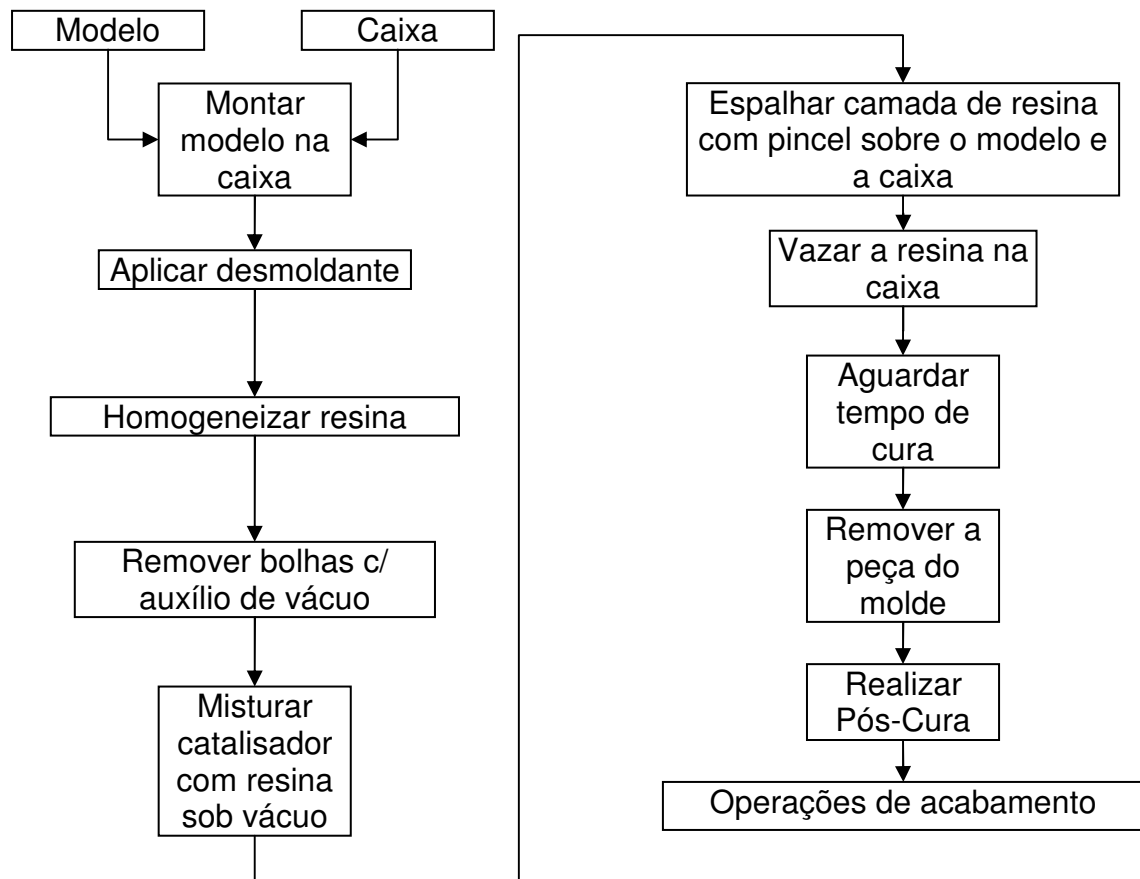 Modelo
Caixa
Montar
modelo na
caixa
Aplicar desmoldante
Homogeneizar resina
Remover bolhas c/
auxílio de vácuo
Misturar
catalisador
com resina
sob vácuo
Espalhar camada de resina
com pincel sobre o modelo e
a caixa
Vazar a resina na
caixa
Aguardar
tempo de
cura
Remover a
peça do
molde
Realizar
Pós-Cura
Operações de acabamento